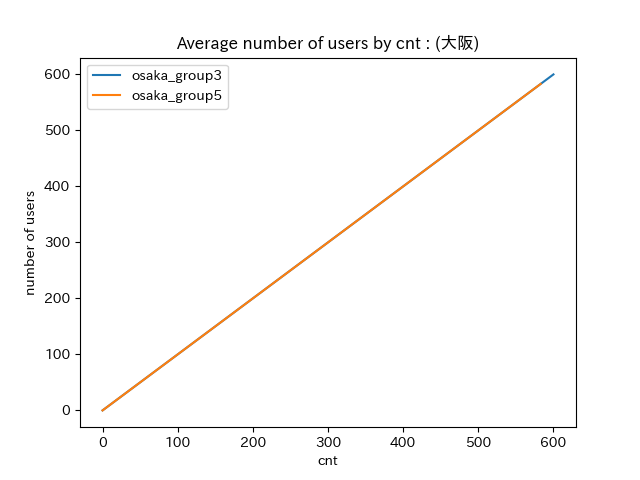 Average number of users by cnt : (大阪)
osaka_group3
osaka_group5
number of users
600
500
400
300
200
100
0
0 100 200 300 400 500 600
cnt